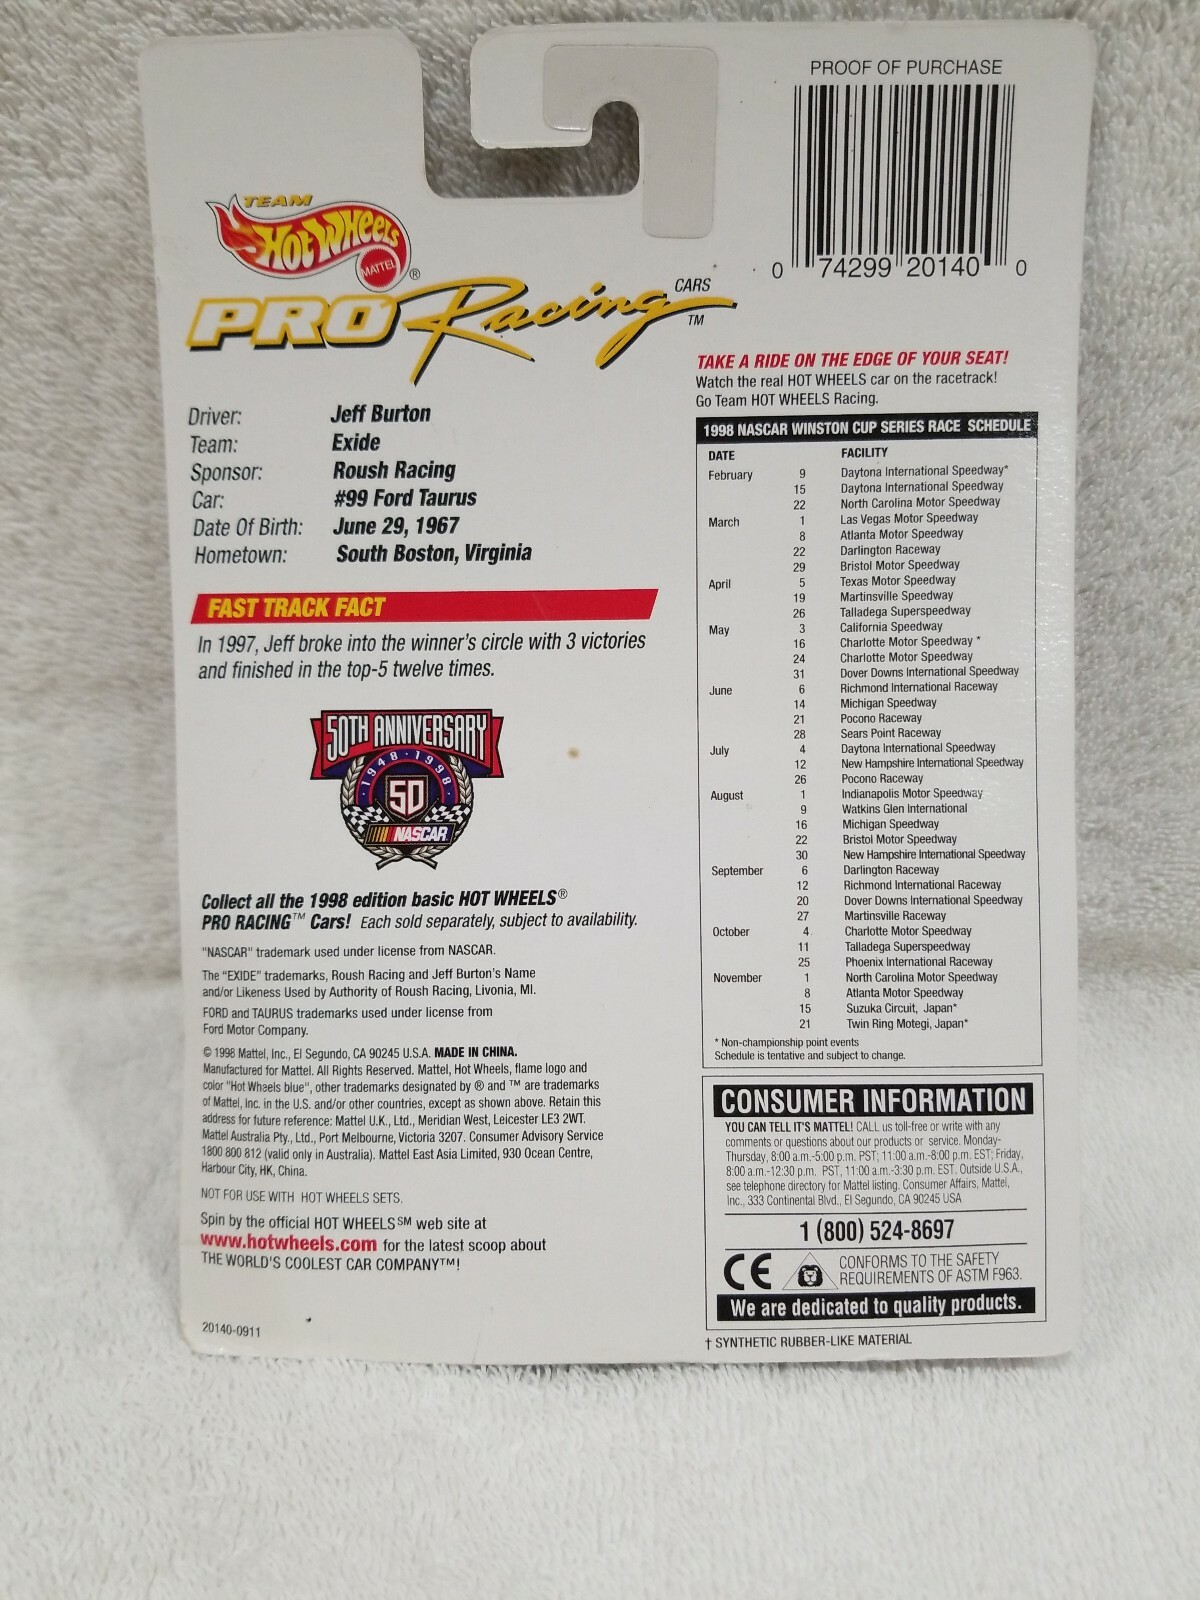 PROOF OF PURCHASE
0 74299 20140 0
TEAM
HOT WHEELS
MATTEL
®
PRO Racing CARS
TM
Driver: Jeff Burton
Team: Exide
Sponsor: Roush Racing
Car: #99 Ford Taurus
Date Of Birth: June 29, 1967
Hometown: South Boston, Virginia
FAST TRACK FACT
In 1997, Jeff broke into the winner's circle with 3 victories
and finished in the top-5 twelve times.
50TH ANNIVERSARY
1948 · 1998
50
NASCAR
Collect all the 1998 edition basic HOT WHEELS®
PRO RACING™ Cars! Each sold separately, subject to availability.
"NASCAR" trademark used under license from NASCAR.
The "EXIDE" trademarks, Roush Racing and Jeff Burton's Name
and/or Likeness Used by Authority of Roush Racing, Livonia, MI.
FORD and TAURUS trademarks used under license from
Ford Motor Company.
© 1998 Mattel, Inc., El Segundo, CA 90245 U.S.A. MADE IN CHINA.
Manufactured for Mattel. All Rights Reserved. Mattel, Hot Wheels, flame logo and
color "Hot Wheels blue", other trademarks designated by ® and ™ are trademarks
of Mattel, Inc. in the U.S. and/or other countries, except as shown above. Retain this
address for future reference: Mattel U.K., Ltd., Meridian West, Leicester LE3 2WT.
Mattel Australia Pty., Ltd., Port Melbourne, Victoria 3207. Consumer Advisory Service
1800 800 812 (valid only in Australia). Mattel East Asia Limited, 930 Ocean Centre,
Harbour City, HK, China.
NOT FOR USE WITH HOT WHEELS SETS.
Spin by the official HOT WHEELS℠ web site at
www.hotwheels.com for the latest scoop about
THE WORLD'S COOLEST CAR COMPANY™!
20140-0911
TAKE A RIDE ON THE EDGE OF YOUR SEAT!
Watch the real HOT WHEELS car on the racetrack!
Go Team HOT WHEELS Racing.
1998 NASCAR WINSTON CUP SERIES RACE SCHEDULE
DATE FACILITY
February 9 Daytona International Speedway*
15 Daytona International Speedway
22 North Carolina Motor Speedway
March 1 Las Vegas Motor Speedway
8 Atlanta Motor Speedway
22 Darlington Raceway
29 Bristol Motor Speedway
April 5 Texas Motor Speedway
19 Martinsville Speedway
26 Talladega Superspeedway
May 3 California Speedway
16 Charlotte Motor Speedway *
24 Charlotte Motor Speedway
31 Dover Downs International Speedway
June 6 Richmond International Raceway
14 Michigan Speedway
21 Pocono Raceway
28 Sears Point Raceway
July 4 Daytona International Speedway
12 New Hampshire International Speedway
26 Pocono Raceway
August 1 Indianapolis Motor Speedway
9 Watkins Glen International
16 Michigan Speedway
22 Bristol Motor Speedway
30 New Hampshire International Speedway
September 6 Darlington Raceway
12 Richmond International Raceway
20 Dover Downs International Speedway
27 Martinsville Raceway
October 4 Charlotte Motor Speedway
11 Talladega Superspeedway
25 Phoenix International Raceway
November 1 North Carolina Motor Speedway
8 Atlanta Motor Speedway
15 Suzuka Circuit, Japan*
21 Twin Ring Motegi, Japan*
* Non-championship point events
Schedule is tentative and subject to change.
CONSUMER INFORMATION
YOU CAN TELL IT'S MATTEL! CALL us toll-free or write with any
comments or questions about our products or service. Monday-
Thursday, 8:00 a.m.-5:00 p.m. PST; 11:00 a.m.-8:00 p.m. EST; Friday,
8:00 a.m.-12:30 p.m. PST, 11:00 a.m.-3:30 p.m. EST. Outside U.S.A.,
see telephone directory for Mattel listing. Consumer Affairs, Mattel,
Inc., 333 Continental Blvd., El Segundo, CA 90245 USA
1 (800) 524-8697
CE
CONFORMS TO THE SAFETY
REQUIREMENTS OF ASTM F963.
We are dedicated to quality products.
† SYNTHETIC RUBBER-LIKE MATERIAL